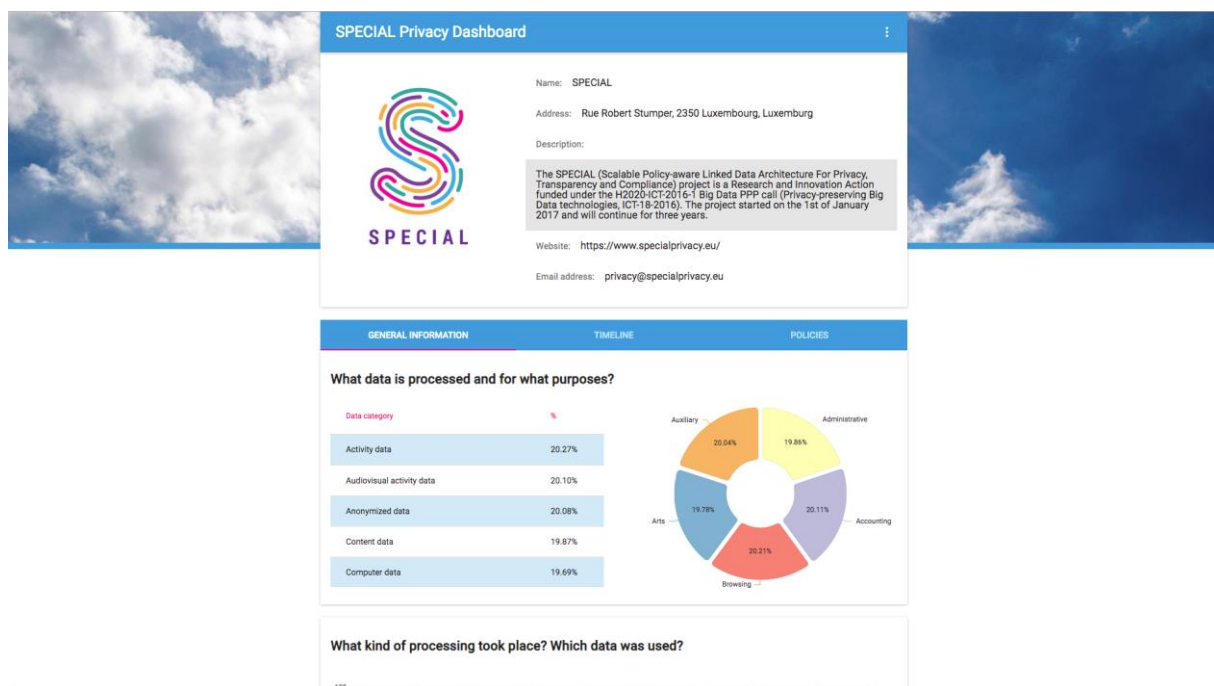 SPECIAL Privacy Dashboard
SPECIAL
Name: SPECIAL
Address: Rue Robert Stumper, 2350 Luxembourg, Luxemburg
Description:
The SPECIAL (Scalable Policy-aware Linked Data Architecture For Privacy,
Transparency and Compliance) project is a Research and Innovation Action
funded under the H2020-ICT-2016-1 Big Data PPP call (Privacy-preserving Big
Data technologies, ICT-18-2016). The project started on the 1st of January
2017 and will continue for three years.
Website: https://www.specialprivacy.eu/
Email address: privacy@specialprivacy.eu
GENERAL INFORMATION TIMELINE POLICIES
What data is processed and for what purposes?
Data category %
Activity data 20.27%
Audiovisual activity data 20.10%
Anonymized data 20.08%
Content data 19.87%
Computer data 19.69%
Auxiliary Administrative
20.04% 19.86%
19.78% 20.11%
Arts Accounting
20.21%
Browsing
What kind of processing took place? Which data was used?